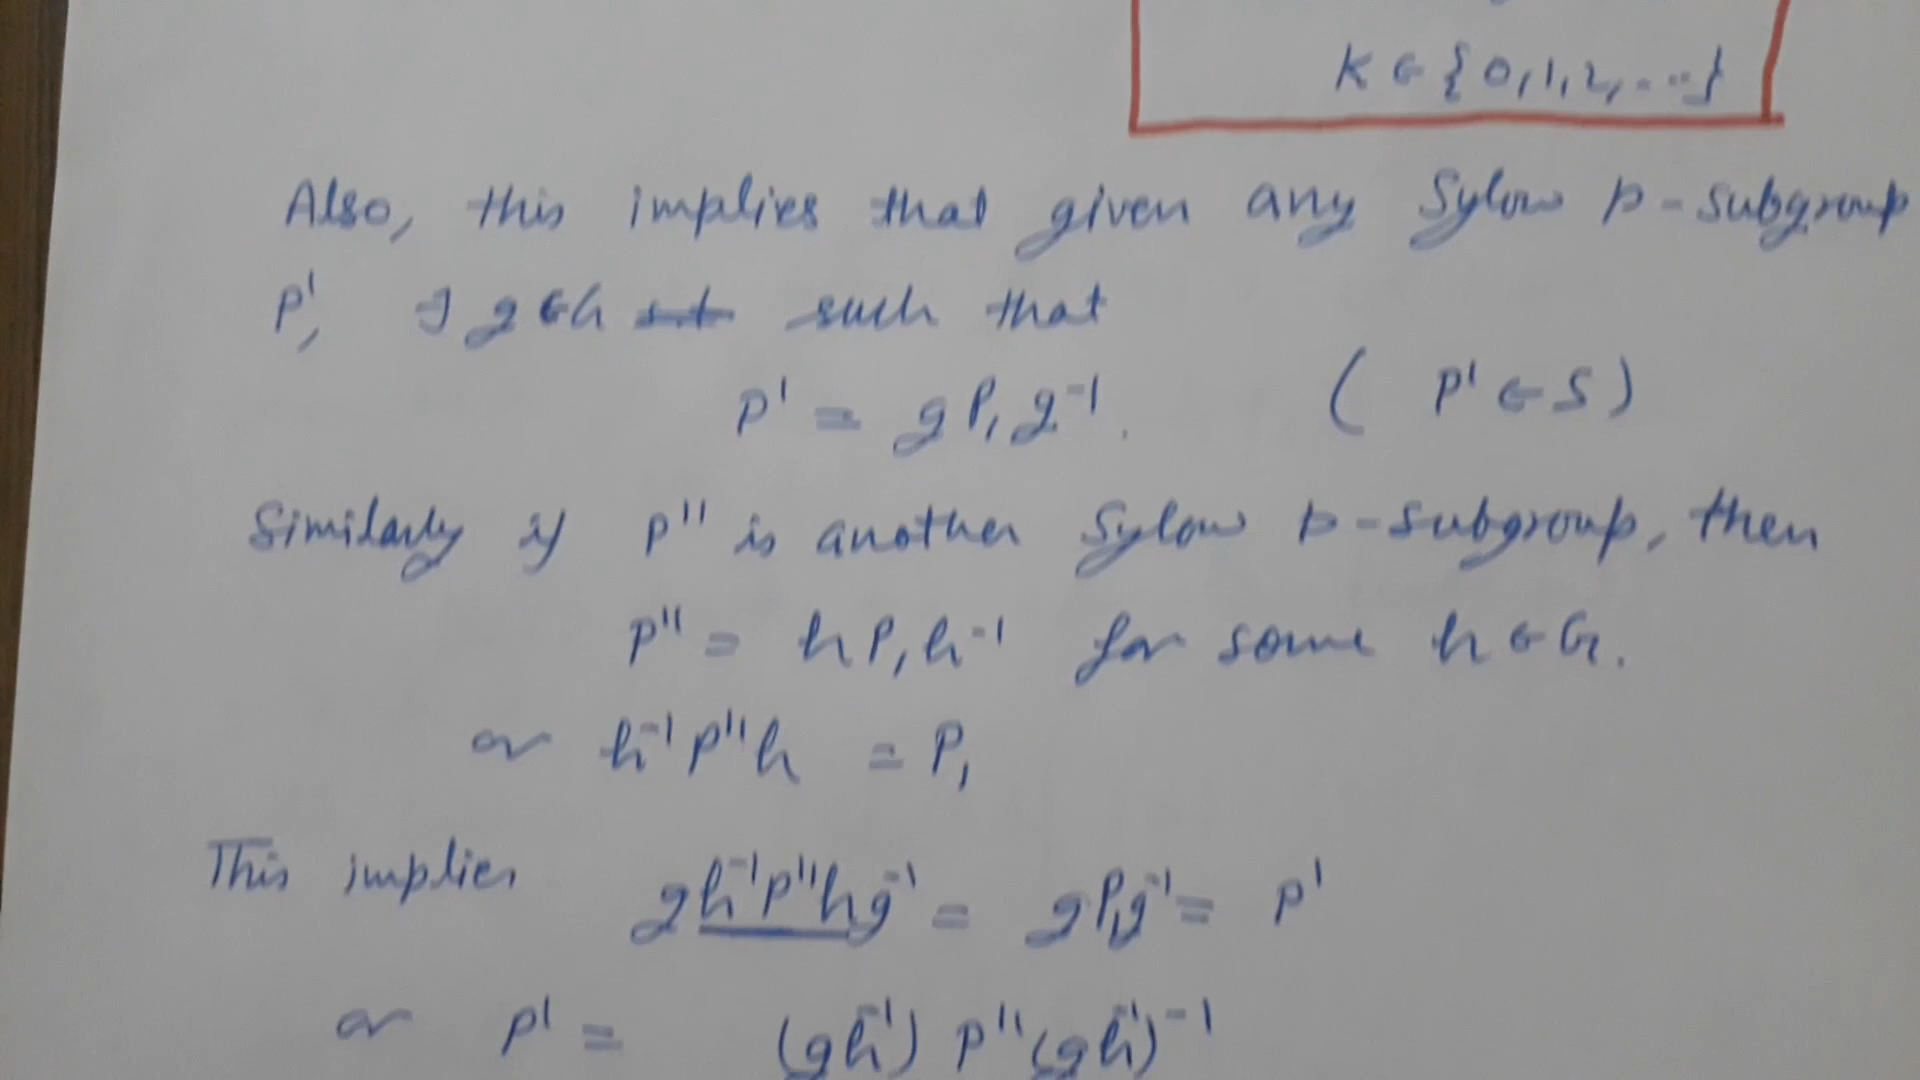 K ∈ {0,1,2,...}
Also, this implies that given any Sylow p-subgroup
P', ∃ g ∈ G such that
P' = gP₁g⁻¹. ( P' ∈ S )
Similarly if P'' is another Sylow p-subgroup, then
P'' = hP₁h⁻¹ for some h ∈ G.
or h⁻¹P''h = P₁
This implies gh⁻¹P''hg⁻¹ = gP₁g⁻¹ = P'
or P' = (gh⁻¹) P''(gh⁻¹)⁻¹